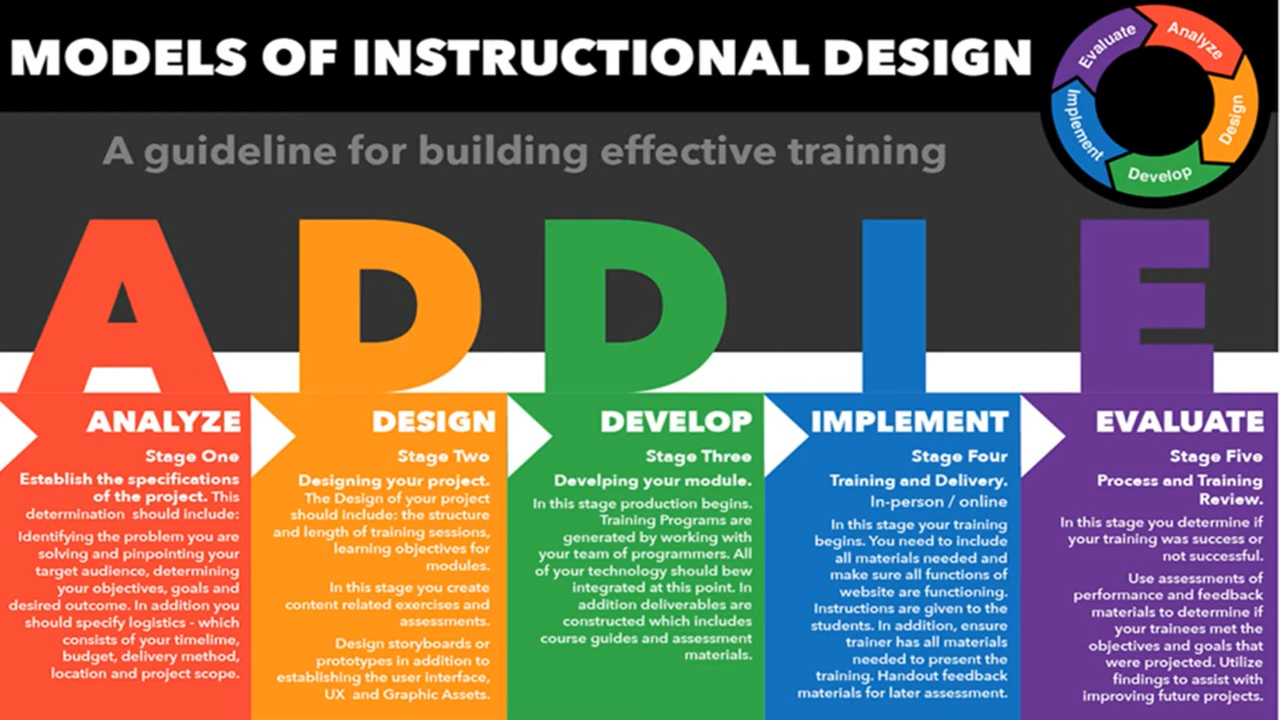 MODELS OF INSTRUCTIONAL DESIGN
A guideline for building effective training
Analyze
Design
Develop
Implement
Evaluate
A D D I E
ANALYZE
Stage One
Establish the specifications
of the project. This
determination should include:
Identifying the problem you are
solving and pinpointing your
target audience, determining
your objectives, goals and
desired outcome. In addition you
should specify logistics - which
consists of your timelime,
budget, delivery method,
location and project scope.
DESIGN
Stage Two
Designing your project.
The Design of your project
should include: the structure
and length of training sessions,
learning objectives for
modules.
In this stage you create
content related exercises and
assessments.
Design storyboards or
prototypes in addition to
establishing the user interface,
UX and Graphic Assets.
DEVELOP
Stage Three
Develping your module.
In this stage production begins.
Training Programs are
generated by working with
your team of programmers. All
of your technology should bew
integrated at this point. In
addition deliverables are
constructed which includes
course guides and assessment
materials.
IMPLEMENT
Stage Four
Training and Delivery.
In-person / online
In this stage your training
begins. You need to include
all materials needed and
make sure all functions of
website are functioning.
Instructions are given to the
students. In addition, ensure
trainer has all materials
needed to present the
training. Handout feedback
materials for later assessment.
EVALUATE
Stage Five
Process and Training
Review.
In this stage you determine if
your training was success or
not successful.
Use assessments of
performance and feedback
materials to determine if
your trainees met the
objectives and goals that
were projected. Utilize
findings to assist with
improving future projects.